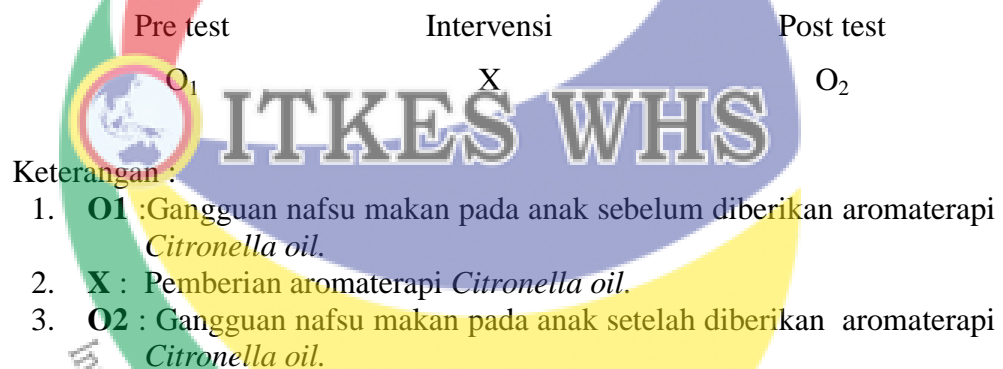 Pre test Intervensi Post test
O₁ X O₂
ITKES WHS
Keterangan :
1. O1 :Gangguan nafsu makan pada anak sebelum diberikan aromaterapi
Citronella oil.
2. X : Pemberian aromaterapi Citronella oil.
3. O2 : Gangguan nafsu makan pada anak setelah diberikan aromaterapi
Citronella oil.